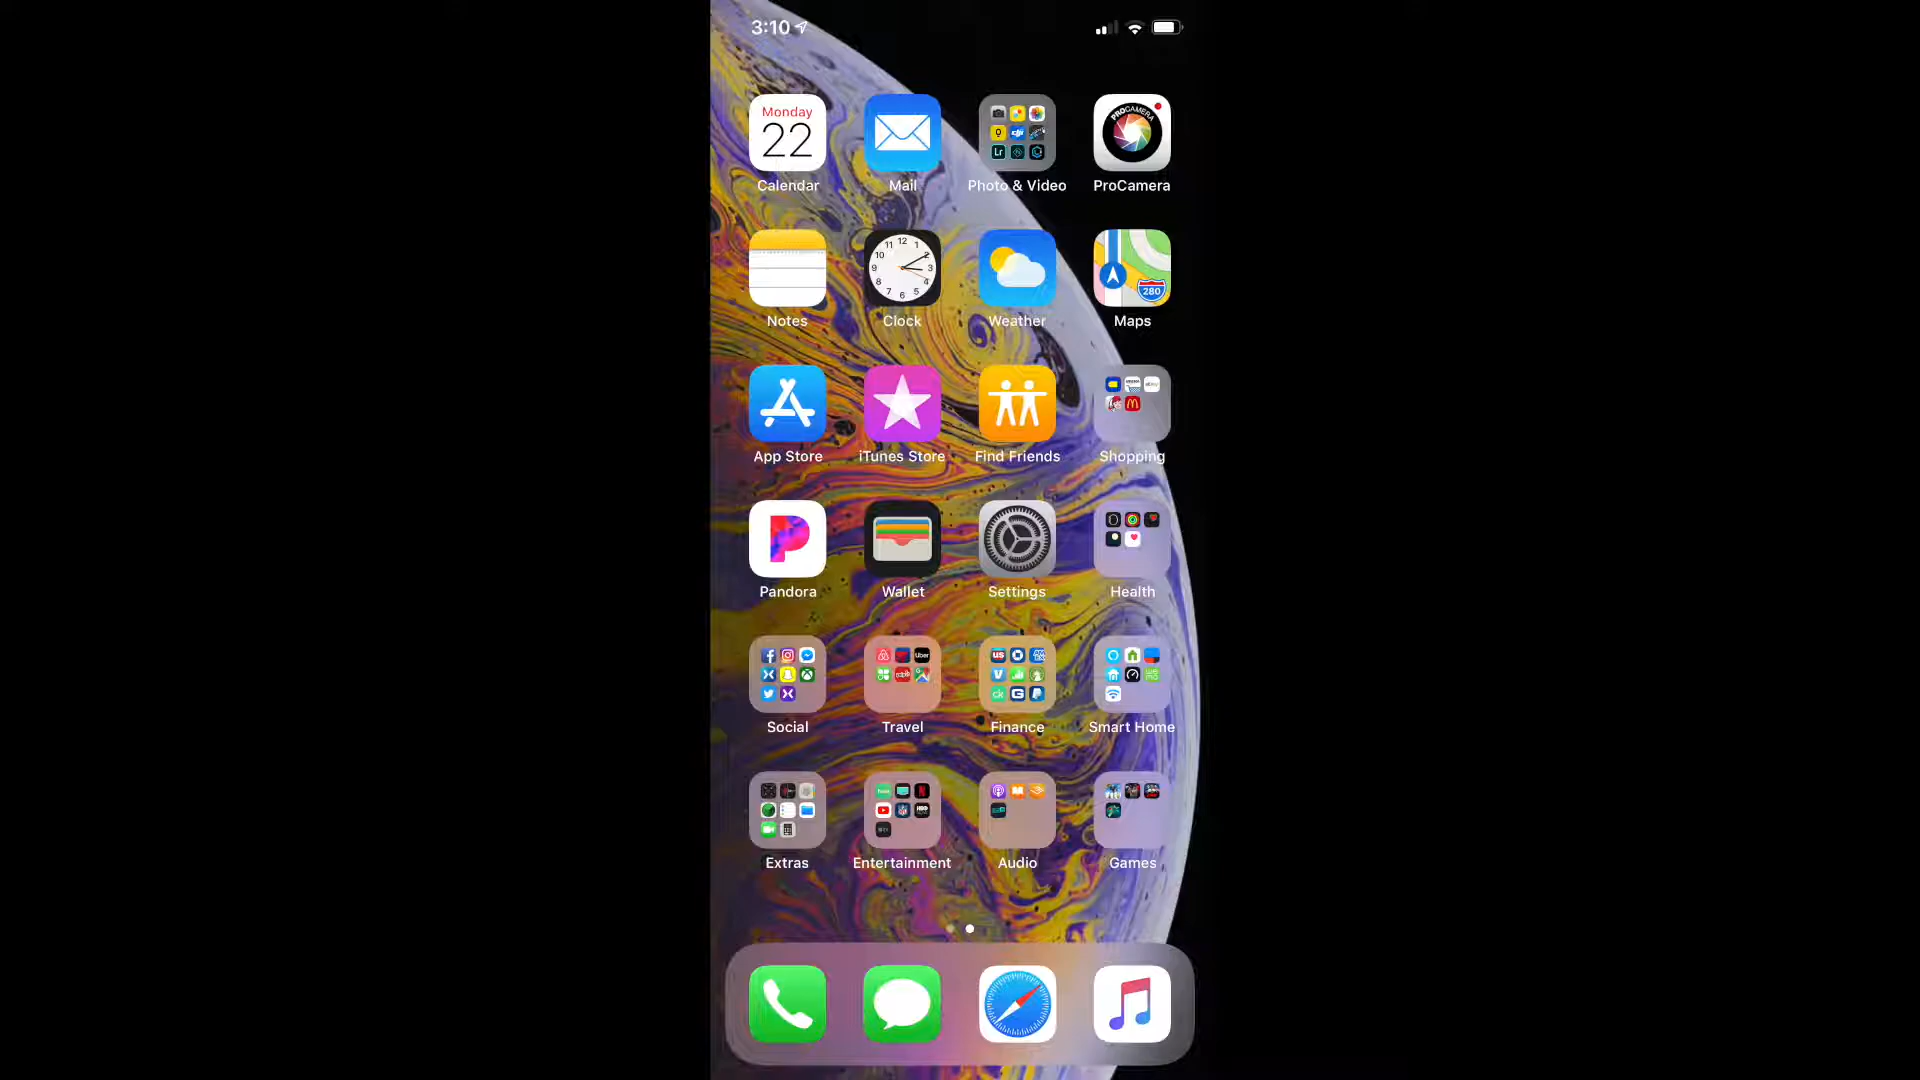 3:10
Monday
22
Calendar Mail Photo & Video ProCamera
Notes Clock Weather Maps
280
App Store iTunes Store Find Friends Shopping
Pandora Wallet Settings Health
Social Travel Finance Smart Home
Extras Entertainment Audio Games